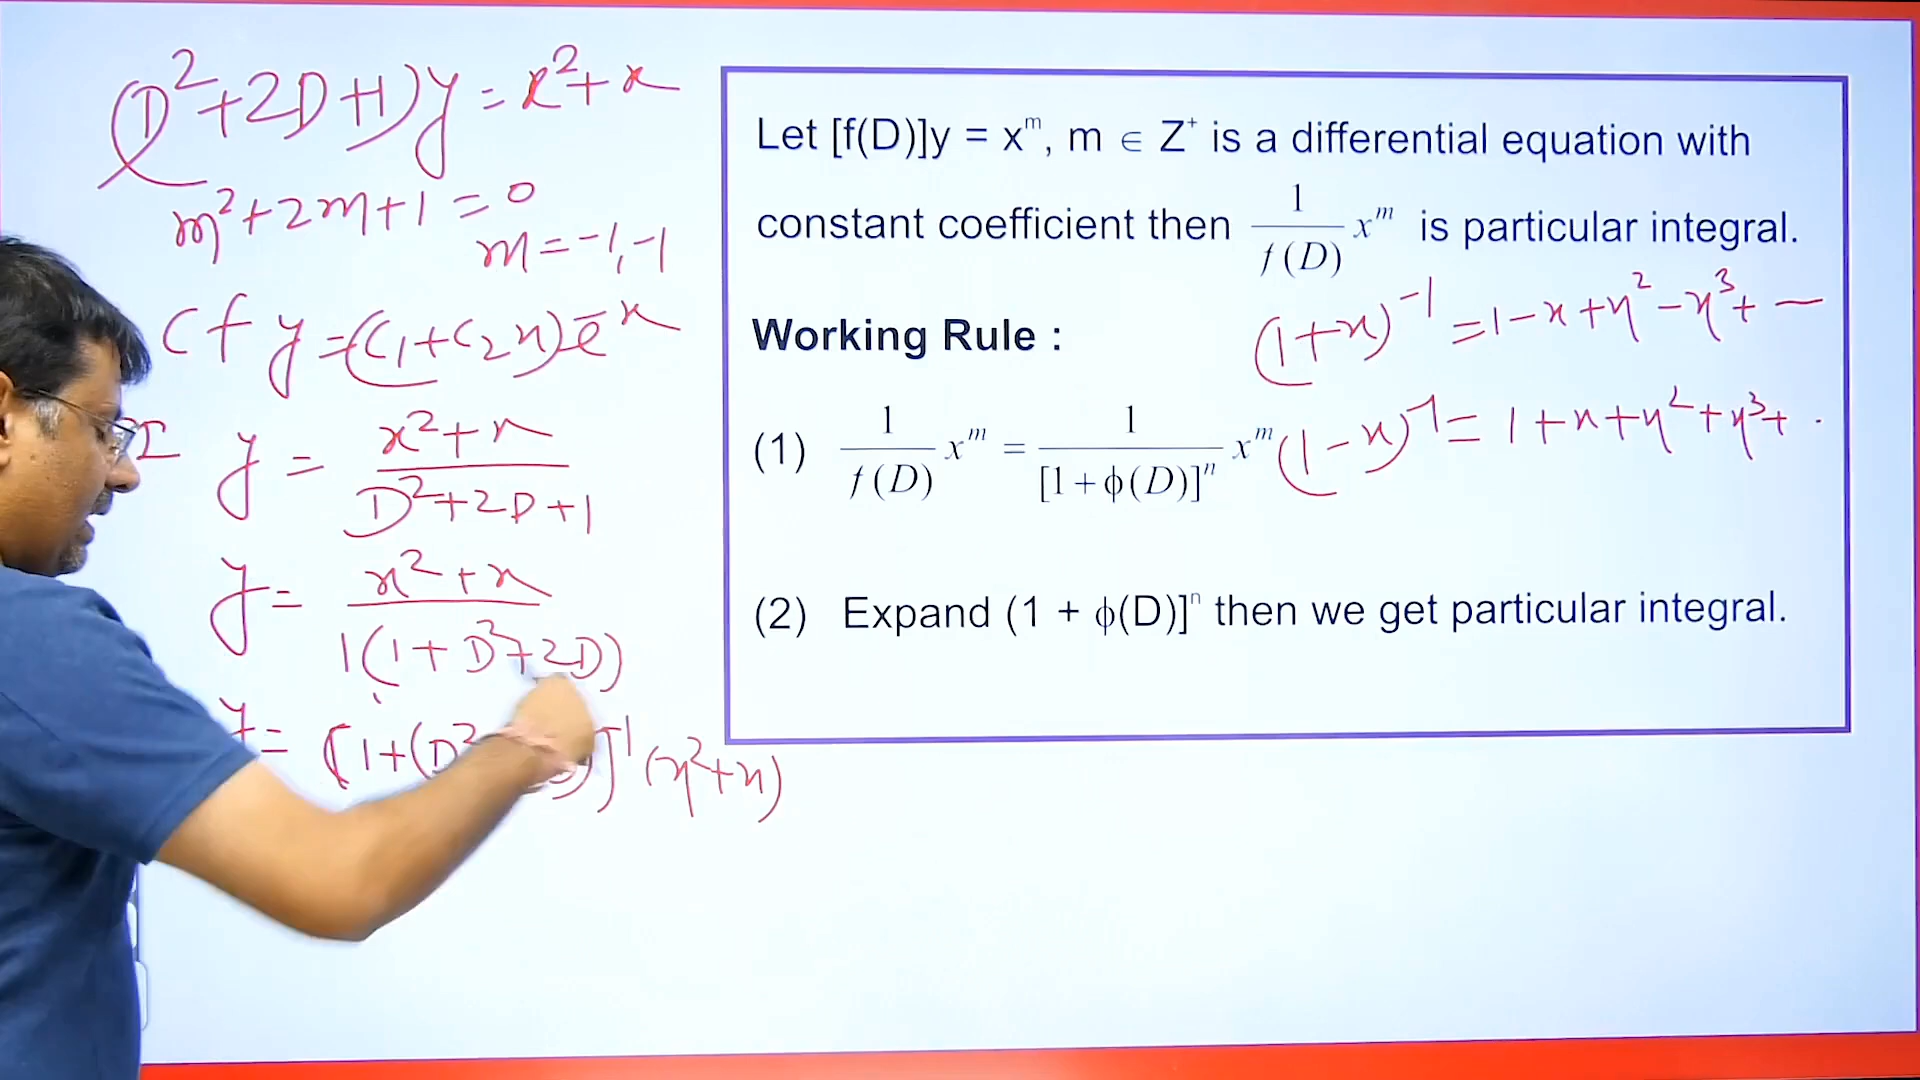 (D²+2D+1)y = x²+x
m²+2m+1=0
m=-1,-1
Cf y=(C₁+C₂x)e⁻ˣ
y = x²+x / D²+2D+1
y = x²+x / 1(1+D²+2D)
= [1+(D² )]⁻¹ (x²+x)
Let [f(D)]y = xᵐ, m ∈ Z⁺ is a differential equation with
constant coefficient then 1/f(D) xᵐ is particular integral.
(1+x)⁻¹ = 1-x+x²-x³+ —
Working Rule :
(1) 1/f(D) xᵐ = 1/[1+ϕ(D)]ⁿ xᵐ
(1-x)⁻¹ = 1+x+x²+x³+ .
(2) Expand (1 + ϕ(D)]ⁿ then we get particular integral.